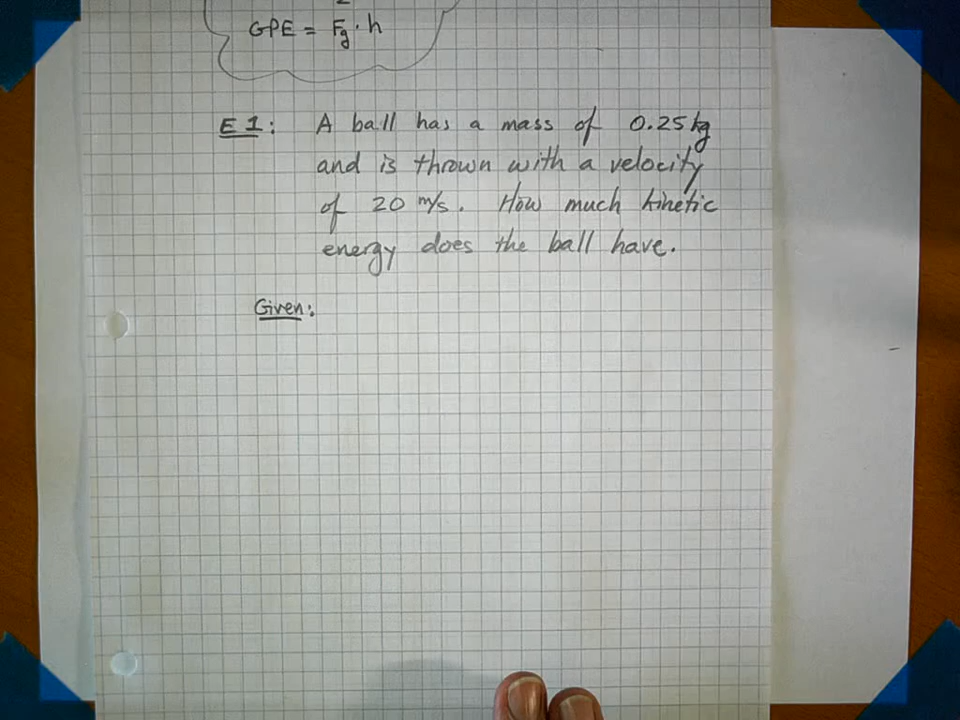 GPE = Fg · h
E1: A ball has a mass of 0.25 kg
and is thrown with a velocity
of 20 m/s. How much kinetic
energy does the ball have.
Given: